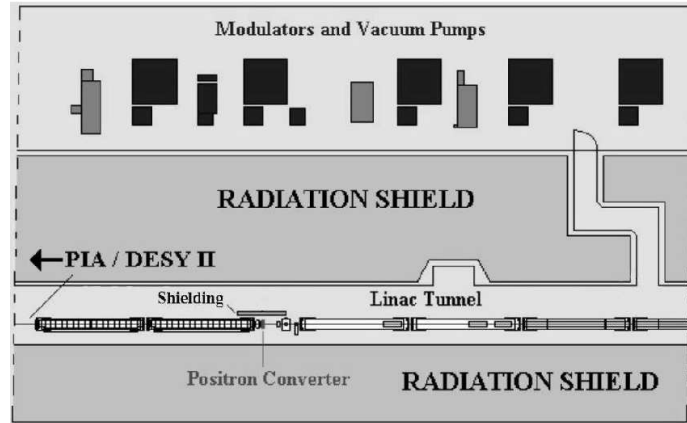 Modulators and Vacuum Pumps
RADIATION SHIELD
PIA / DESY II
Shielding
Linac Tunnel
Positron Converter
RADIATION SHIELD